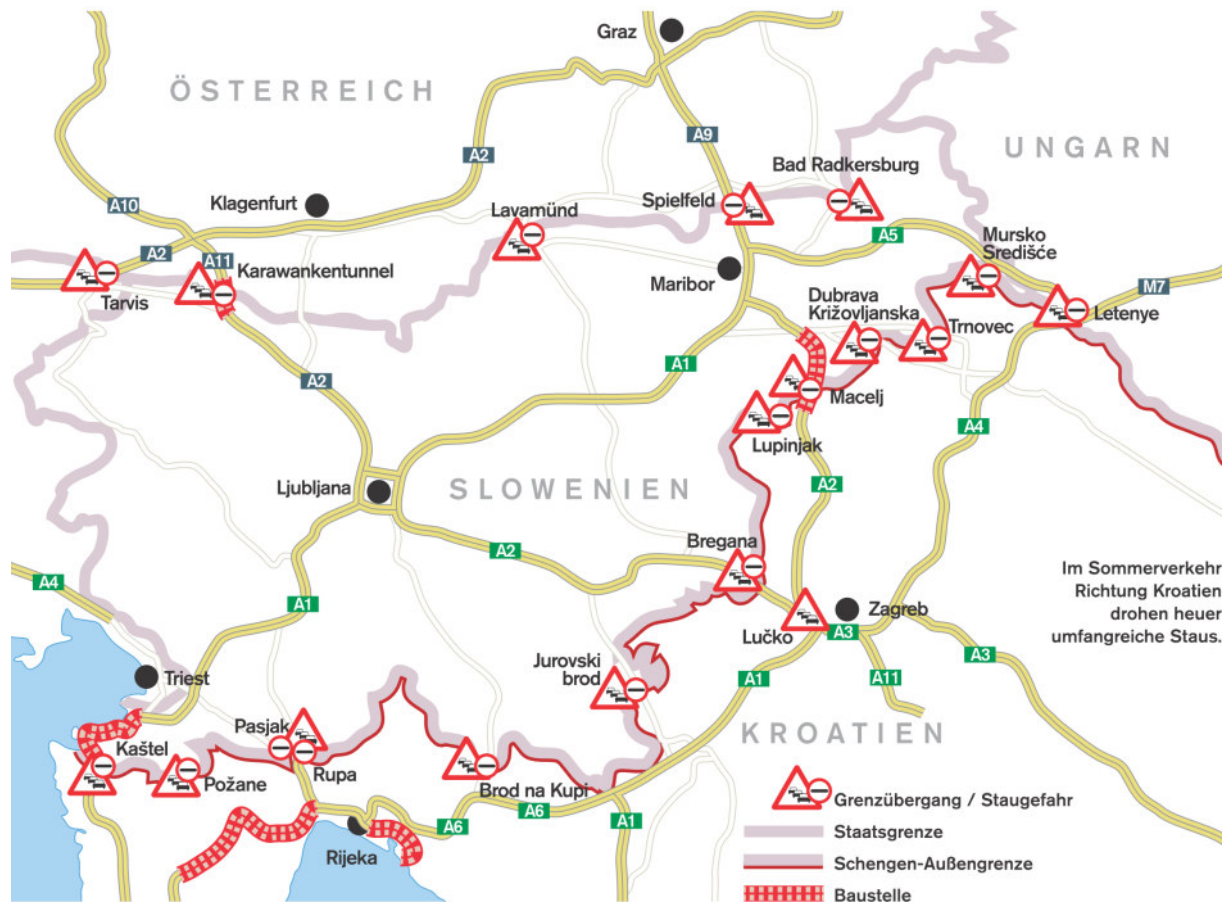 Graz
ÖSTERREICH
A9
UNGARN
A2
Bad Radkersburg
Klagenfurt
A10
Lavamünd
Spielfeld
A2
A11
A5
Mursko
Središće
Karawankentunnel
Tarvis
Maribor
Dubrava
Križovljanska
Trnovec
M7
Letenye
A1
A2
Macelj
Lupinjak
A4
Ljubljana
SLOWENIEN
A2
A2
Bregana
A4
A1
Im Sommerverkehr
Richtung Kroatien
drohen heuer
umfangreiche Staus.
Zagreb
Lučko
A3
A3
Triest
Jurovski
brod
A1
A11
KROATIEN
Pasjak
Kaštel
Požane
Rupa
Brod na Kupi
A6
A6
A1
Rijeka
Grenzübergang / Staugefahr
Staatsgrenze
Schengen-Außengrenze
Baustelle